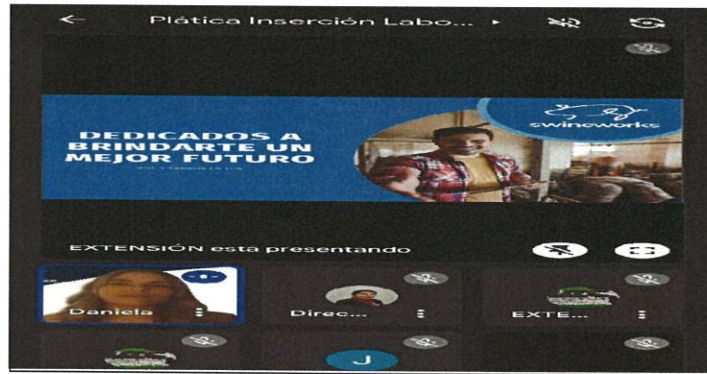 Plática Inserción Labo...
DEDICADOS A
BRINDARTE UN
MEJOR FUTURO
swineworks
EXTENSIÓN esta presentando
Daniela
Direc...
EXTE...
J